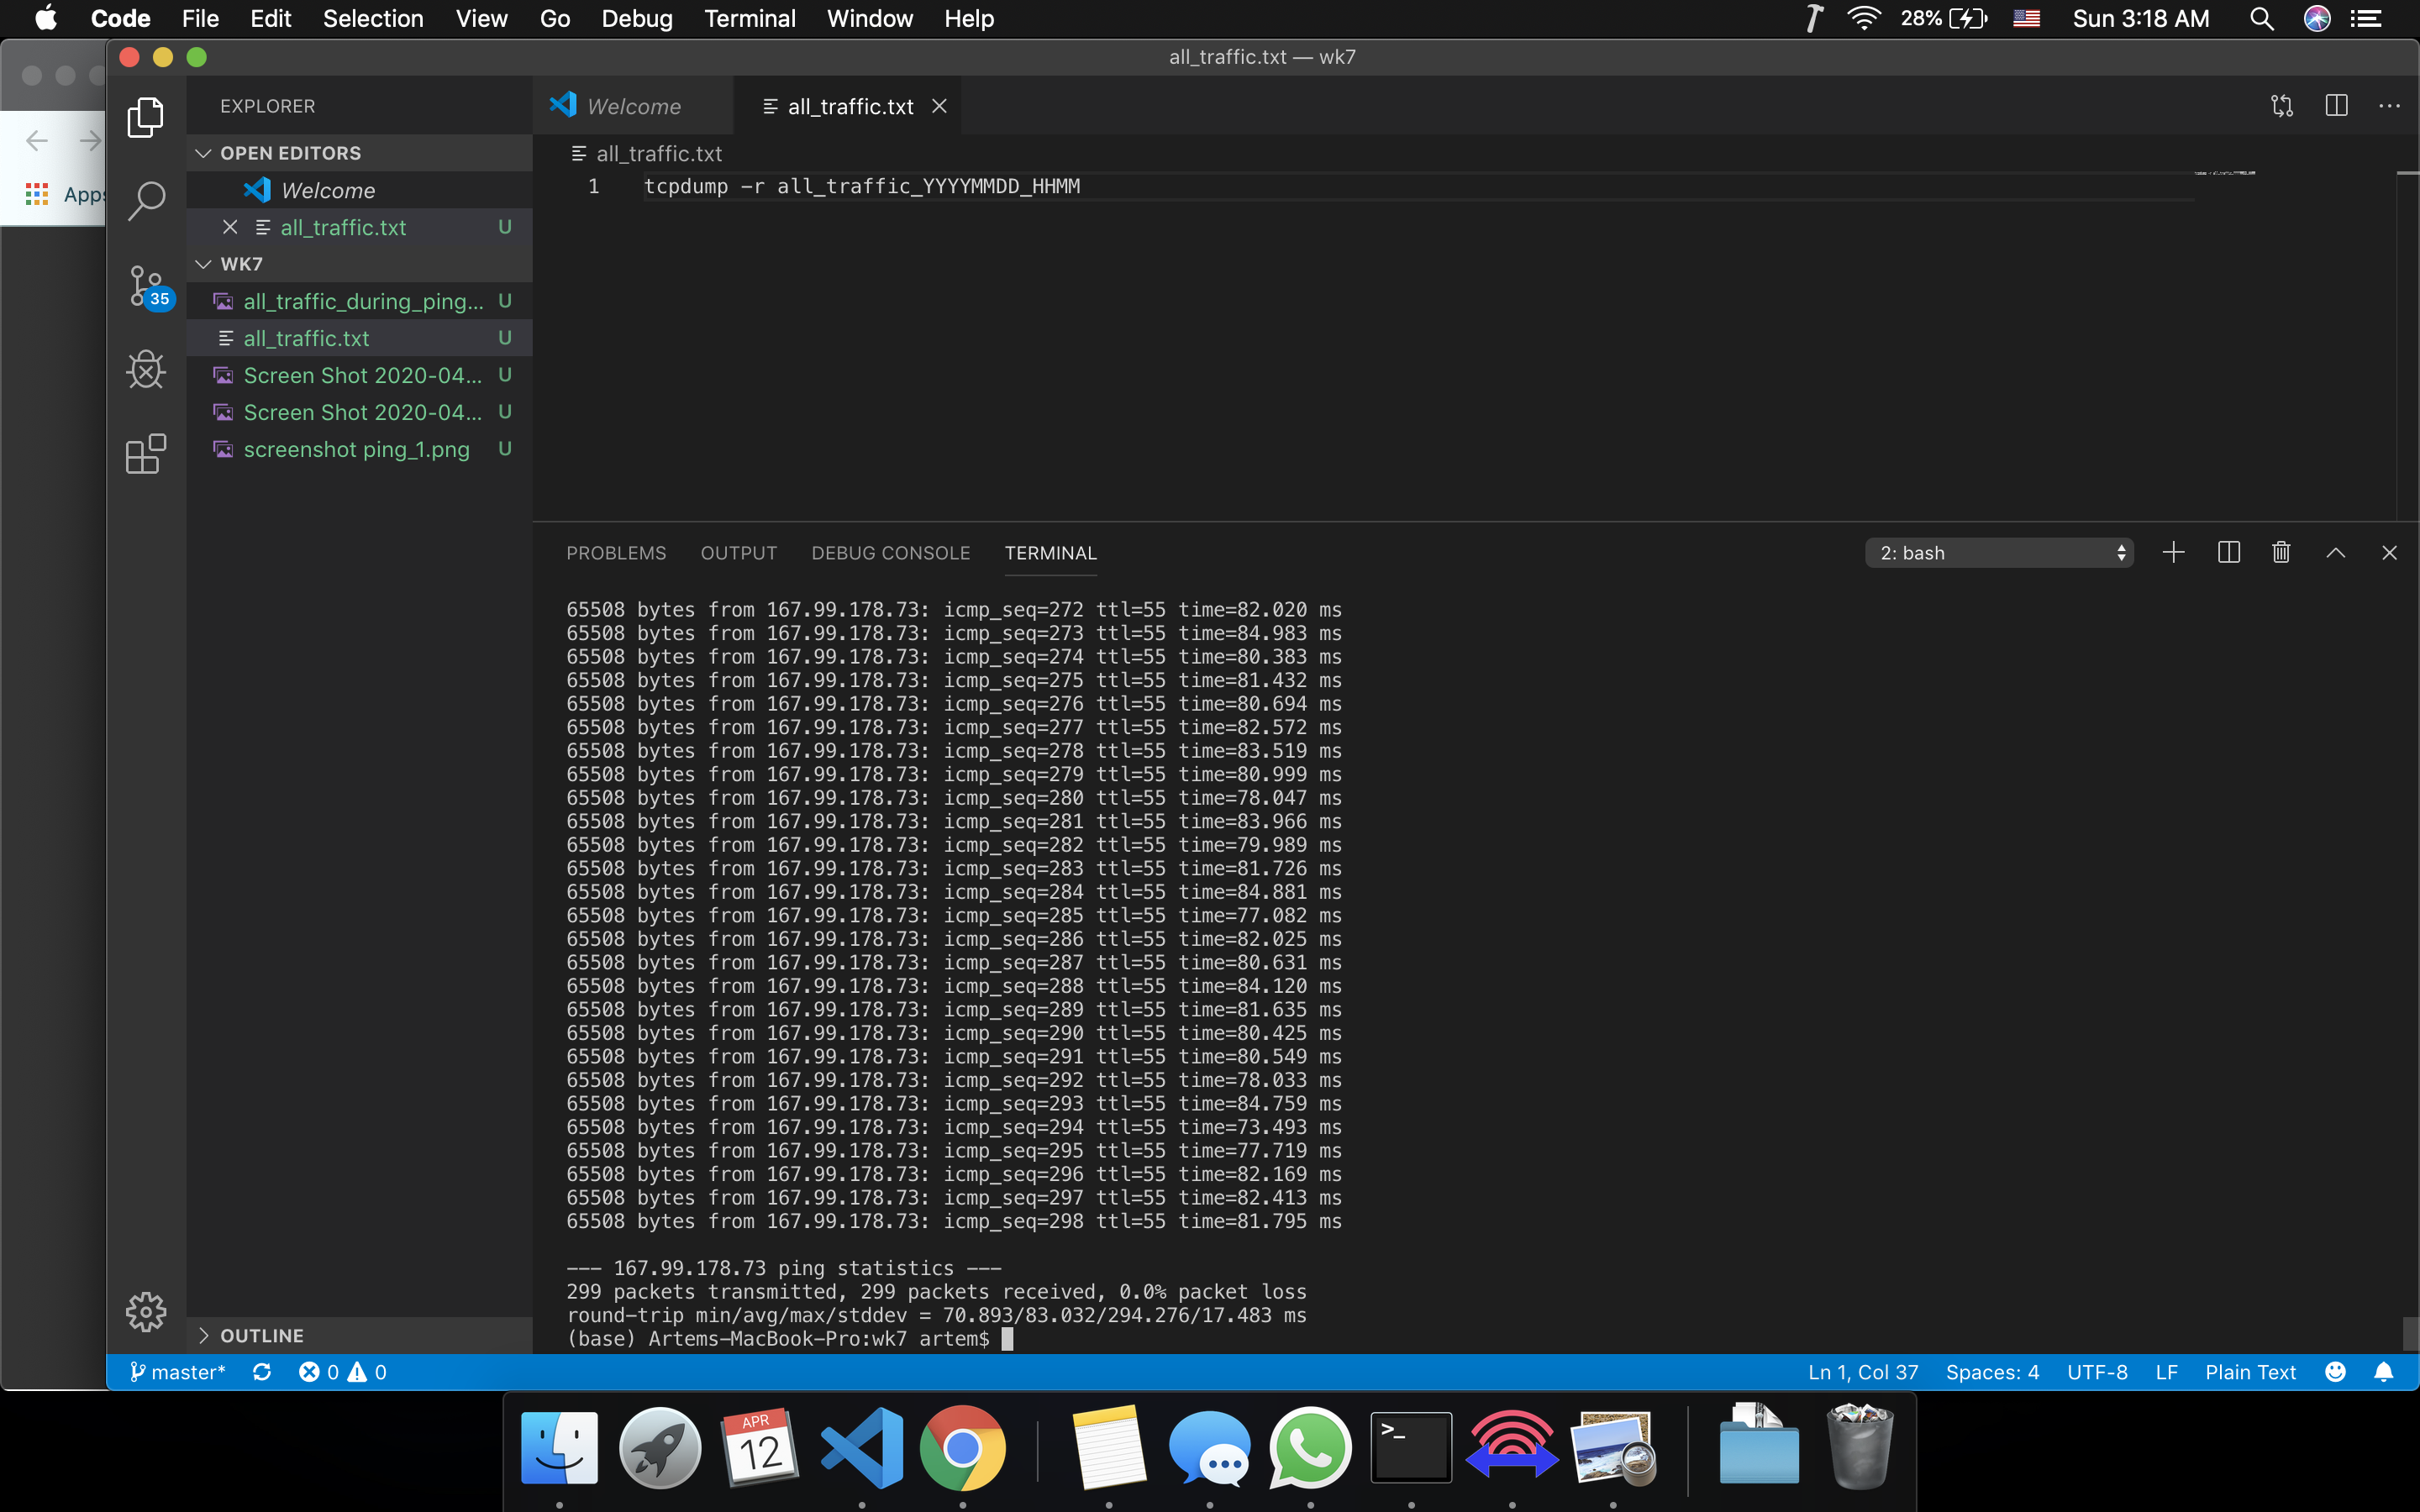 Code File Edit Selection View Go Debug Terminal Window Help 28% Sun 3:18 AM
all_traffic.txt — wk7
Apps
EXPLORER
OPEN EDITORS
Welcome
all_traffic.txt U
WK7
all_traffic_during_ping... U
all_traffic.txt U
Screen Shot 2020-04... U
Screen Shot 2020-04... U
screenshot ping_1.png U
35
OUTLINE
Welcome all_traffic.txt
all_traffic.txt
1 tcpdump -r all_traffic_YYYYMMDD_HHMM
PROBLEMS OUTPUT DEBUG CONSOLE TERMINAL 2: bash
65508 bytes from 167.99.178.73: icmp_seq=272 ttl=55 time=82.020 ms
65508 bytes from 167.99.178.73: icmp_seq=273 ttl=55 time=84.983 ms
65508 bytes from 167.99.178.73: icmp_seq=274 ttl=55 time=80.383 ms
65508 bytes from 167.99.178.73: icmp_seq=275 ttl=55 time=81.432 ms
65508 bytes from 167.99.178.73: icmp_seq=276 ttl=55 time=80.694 ms
65508 bytes from 167.99.178.73: icmp_seq=277 ttl=55 time=82.572 ms
65508 bytes from 167.99.178.73: icmp_seq=278 ttl=55 time=83.519 ms
65508 bytes from 167.99.178.73: icmp_seq=279 ttl=55 time=80.999 ms
65508 bytes from 167.99.178.73: icmp_seq=280 ttl=55 time=78.047 ms
65508 bytes from 167.99.178.73: icmp_seq=281 ttl=55 time=83.966 ms
65508 bytes from 167.99.178.73: icmp_seq=282 ttl=55 time=79.989 ms
65508 bytes from 167.99.178.73: icmp_seq=283 ttl=55 time=81.726 ms
65508 bytes from 167.99.178.73: icmp_seq=284 ttl=55 time=84.881 ms
65508 bytes from 167.99.178.73: icmp_seq=285 ttl=55 time=77.082 ms
65508 bytes from 167.99.178.73: icmp_seq=286 ttl=55 time=82.025 ms
65508 bytes from 167.99.178.73: icmp_seq=287 ttl=55 time=80.631 ms
65508 bytes from 167.99.178.73: icmp_seq=288 ttl=55 time=84.120 ms
65508 bytes from 167.99.178.73: icmp_seq=289 ttl=55 time=81.635 ms
65508 bytes from 167.99.178.73: icmp_seq=290 ttl=55 time=80.425 ms
65508 bytes from 167.99.178.73: icmp_seq=291 ttl=55 time=80.549 ms
65508 bytes from 167.99.178.73: icmp_seq=292 ttl=55 time=78.033 ms
65508 bytes from 167.99.178.73: icmp_seq=293 ttl=55 time=84.759 ms
65508 bytes from 167.99.178.73: icmp_seq=294 ttl=55 time=73.493 ms
65508 bytes from 167.99.178.73: icmp_seq=295 ttl=55 time=77.719 ms
65508 bytes from 167.99.178.73: icmp_seq=296 ttl=55 time=82.169 ms
65508 bytes from 167.99.178.73: icmp_seq=297 ttl=55 time=82.413 ms
65508 bytes from 167.99.178.73: icmp_seq=298 ttl=55 time=81.795 ms
--- 167.99.178.73 ping statistics ---
299 packets transmitted, 299 packets received, 0.0% packet loss
round-trip min/avg/max/stddev = 70.893/83.032/294.276/17.483 ms
(base) Artems-MacBook-Pro:wk7 artem$
master* 0 0 Ln 1, Col 37 Spaces: 4 UTF-8 LF Plain Text
APR
12
>_